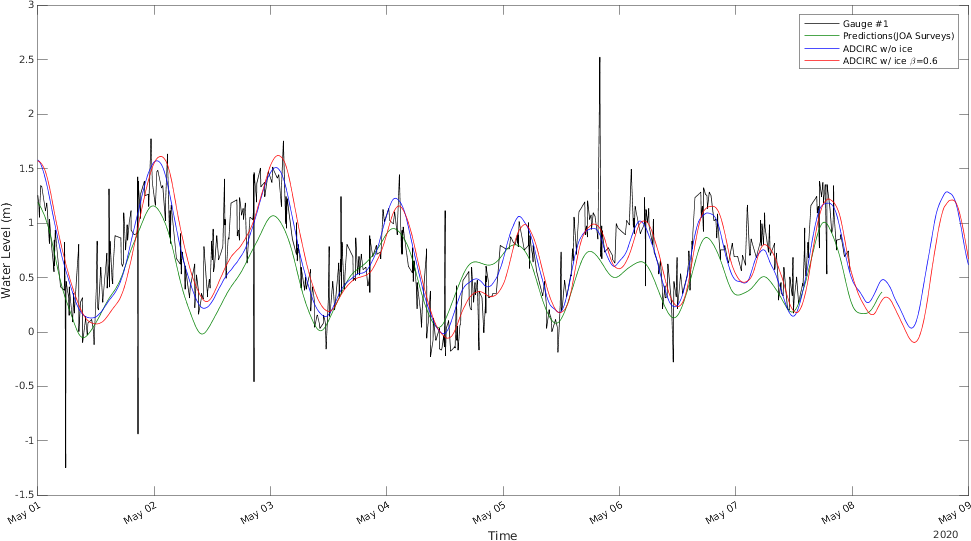 3
2.5
2
1.5
1
0.5
0
-0.5
-1
-1.5
Water Level (m)
Gauge #1
Predictions(JOA Surveys)
ADCIRC w/o ice
ADCIRC w/ ice β=0.6
May 01
May 02
May 03
May 04
May 05
May 06
May 07
May 08
May 09
Time
2020